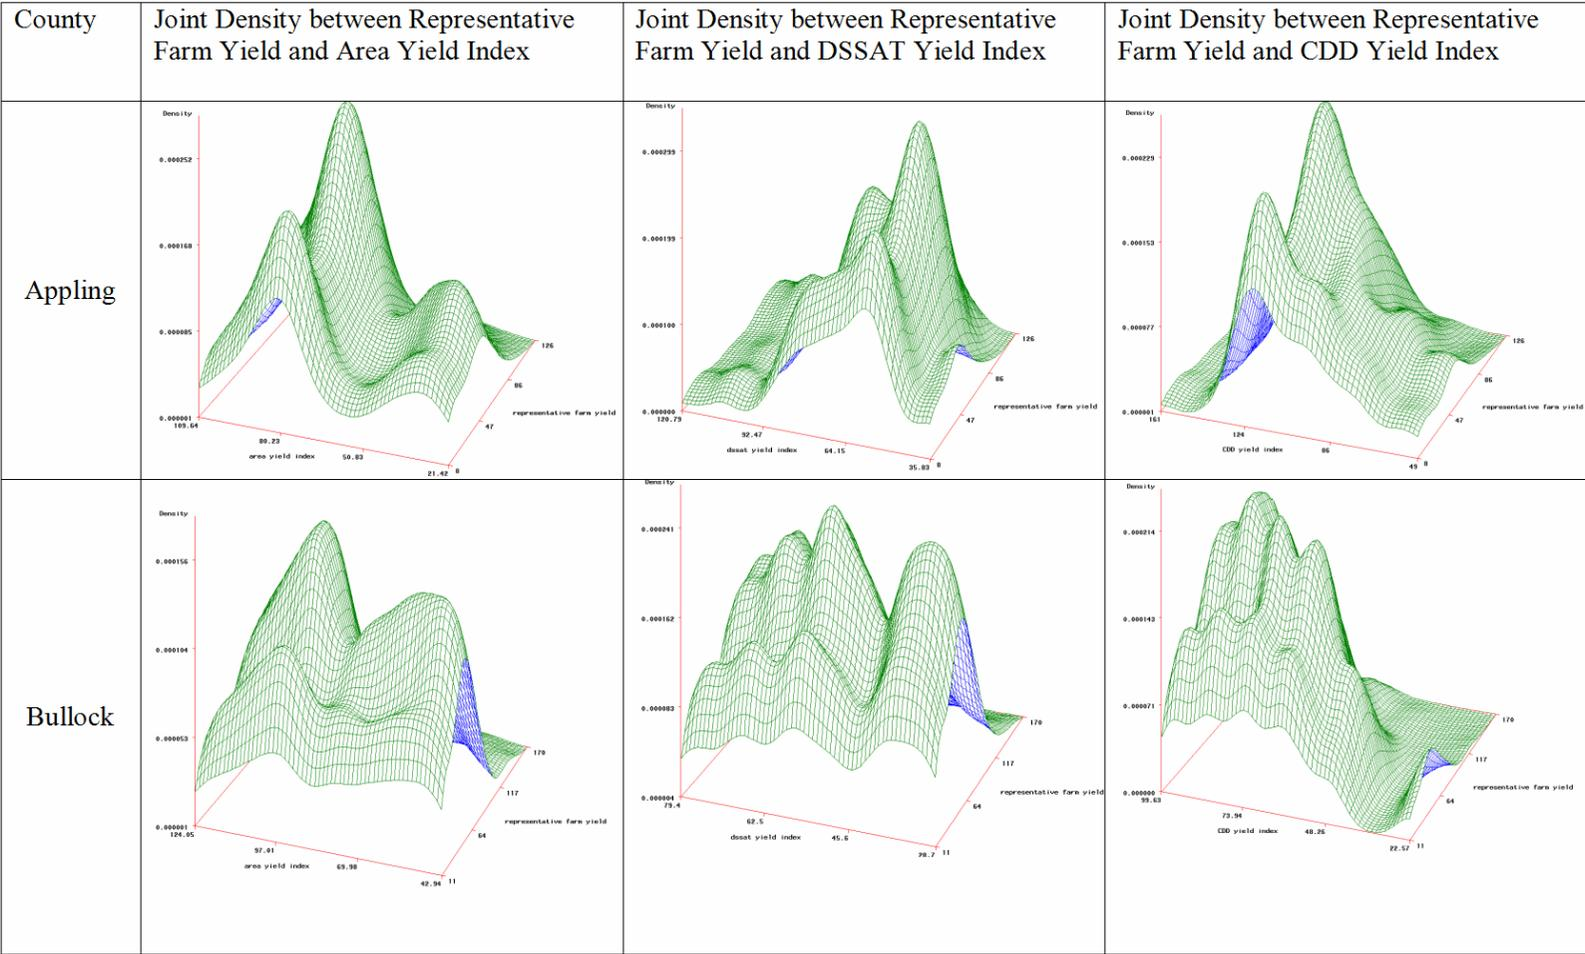 County
Joint Density between Representative
Farm Yield and Area Yield Index
Joint Density between Representative
Farm Yield and DSSAT Yield Index
Joint Density between Representative
Farm Yield and CDD Yield Index
Appling
Density
0.000252
0.000168
0.000085
0.000001
109.64
80.23
50.83
21.42
area yield index
8
47
86
126
representative farm yield
Density
0.000299
0.000199
0.000100
0.000000
120.79
92.47
64.15
35.83
dssat yield index
8
47
86
126
representative farm yield
Density
0.000229
0.000153
0.000077
0.000001
161
124
86
49
CDD yield index
8
47
86
126
representative farm yield
Bullock
Density
0.000156
0.000104
0.000053
0.000001
124.05
97.01
69.98
42.94
area yield index
11
64
117
170
representative farm yield
Density
0.000241
0.000162
0.000083
0.000004
79.4
62.5
45.6
28.7
dssat yield index
11
64
117
170
representative farm yield
Density
0.000214
0.000143
0.000071
0.000000
99.63
73.94
48.26
22.57
CDD yield index
11
64
117
170
representative farm yield